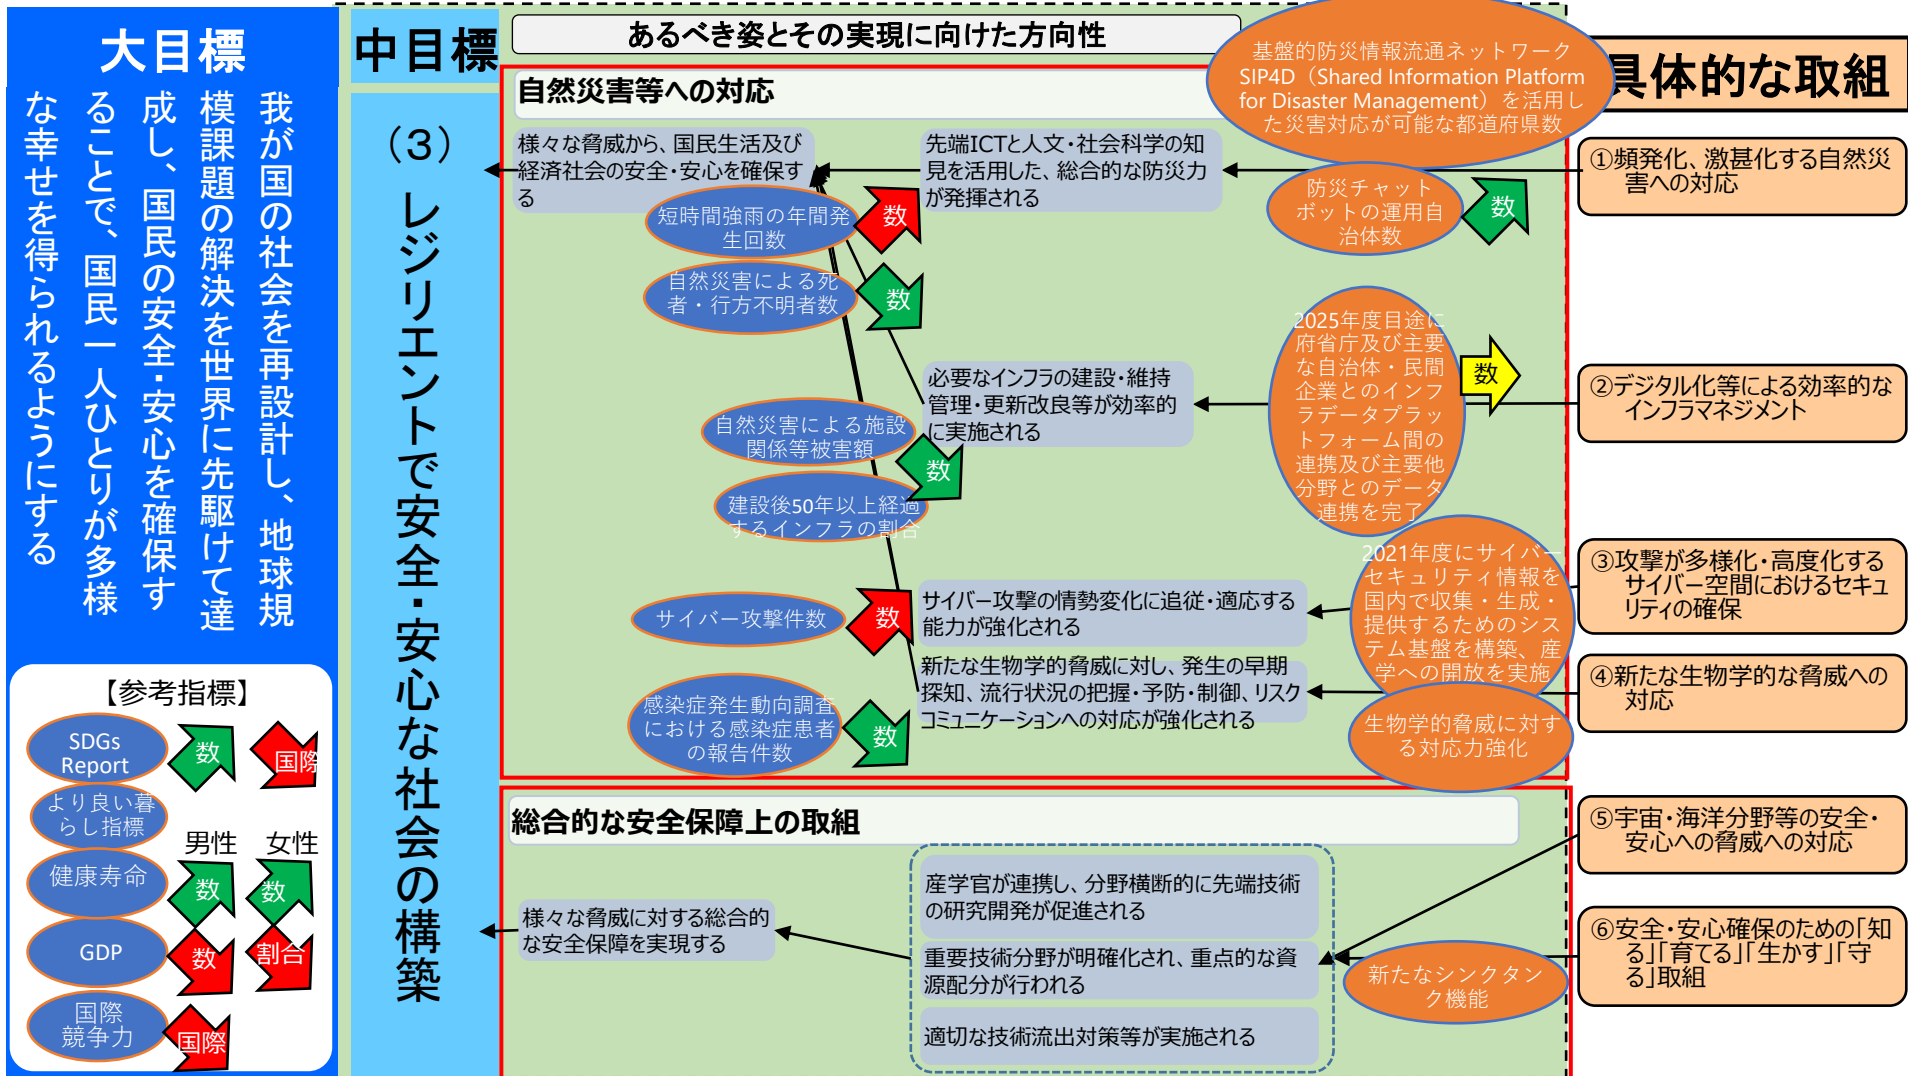 大目標
我が国の社会を再設計し、地球規
模課題の解決を世界に先駆けて達
成し、国民の安全・安心を確保す
ることで、国民一人ひとりが多様
な幸せを得られるようにする
【参考指標】
SDGs
Report
数
国際
より良い暮
らし指標
男性
女性
健康寿命
数
数
GDP
数
割合
国際
競争力
国際
中目標
(3)レジリエントで安全・安心な社会の構築
あるべき姿とその実現に向けた方向性
自然災害等への対応
様々な脅威から、国民生活及び
経済社会の安全・安心を確保す
る
先端ICTと人文・社会科学の知
見を活用した、総合的な防災力
が発揮される
基盤的防災情報流通ネットワーク
SIP4D（Shared Information Platform
for Disaster Management）を活用し
た災害対応が可能な都道府県数
防災チャット
ボットの運用自
治体数
数
短時間強雨の年間発
生回数
数
自然災害による死
者・行方不明者数
数
必要なインフラの建設・維持
管理・更新改良等が効率的
に実施される
2025年度目途に
府省庁及び主要
な自治体・民間
企業とのインフ
ラデータプラッ
トフォーム間の
連携及び主要他
分野とのデータ
連携を完了
数
自然災害による施設
関係等被害額
数
建設後50年以上経過
するインフラの割合
サイバー攻撃件数
数
サイバー攻撃の情勢変化に追従・適応する
能力が強化される
2021年度にサイバー
セキュリティ情報を
国内で収集・生成・
提供するためのシス
テム基盤を構築、産
学への開放を実施
感染症発生動向調査
における感染症患者
の報告件数
数
新たな生物学的脅威に対し、発生の早期
探知、流行状況の把握・予防・制御、リスク
コミュニケーションへの対応が強化される
生物学的脅威に対す
る対応力強化
総合的な安全保障上の取組
様々な脅威に対する総合的
な安全保障を実現する
産学官が連携し、分野横断的に先端技術
の研究開発が促進される
重要技術分野が明確化され、重点的な資
源配分が行われる
適切な技術流出対策等が実施される
新たなシンクタン
ク機能
具体的な取組
①頻発化、激甚化する自然災
害への対応
②デジタル化等による効率的な
インフラマネジメント
③攻撃が多様化・高度化する
サイバー空間におけるセキュ
リティの確保
④新たな生物学的な脅威への
対応
⑤宇宙・海洋分野等の安全・
安心への脅威への対応
⑥安全・安心確保のための「知
る」「育てる」「生かす」「守
る」取組